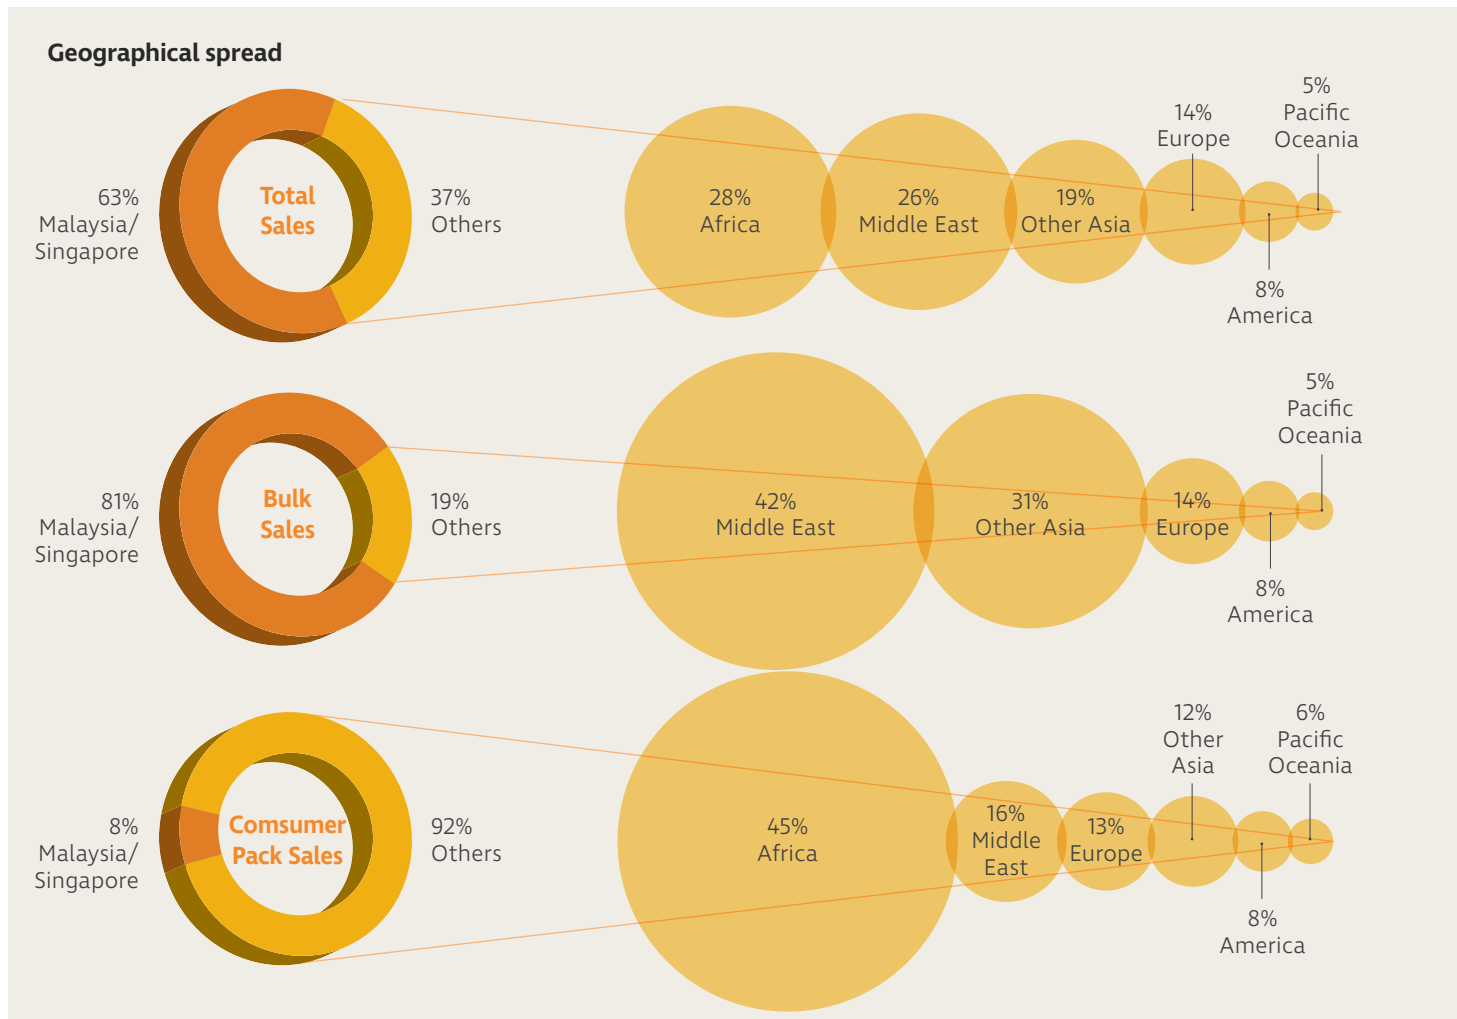 Geographical spread
63%
Malaysia/
Singapore
Total
Sales
37%
Others
28%
Africa
26%
Middle East
19%
Other Asia
14%
Europe
8%
America
5%
Pacific
Oceania
81%
Malaysia/
Singapore
Bulk
Sales
19%
Others
42%
Middle East
31%
Other Asia
14%
Europe
8%
America
5%
Pacific
Oceania
8%
Malaysia/
Singapore
Comsumer
Pack Sales
92%
Others
45%
Africa
16%
Middle
East
13%
Europe
12%
Other
Asia
8%
America
6%
Pacific
Oceania